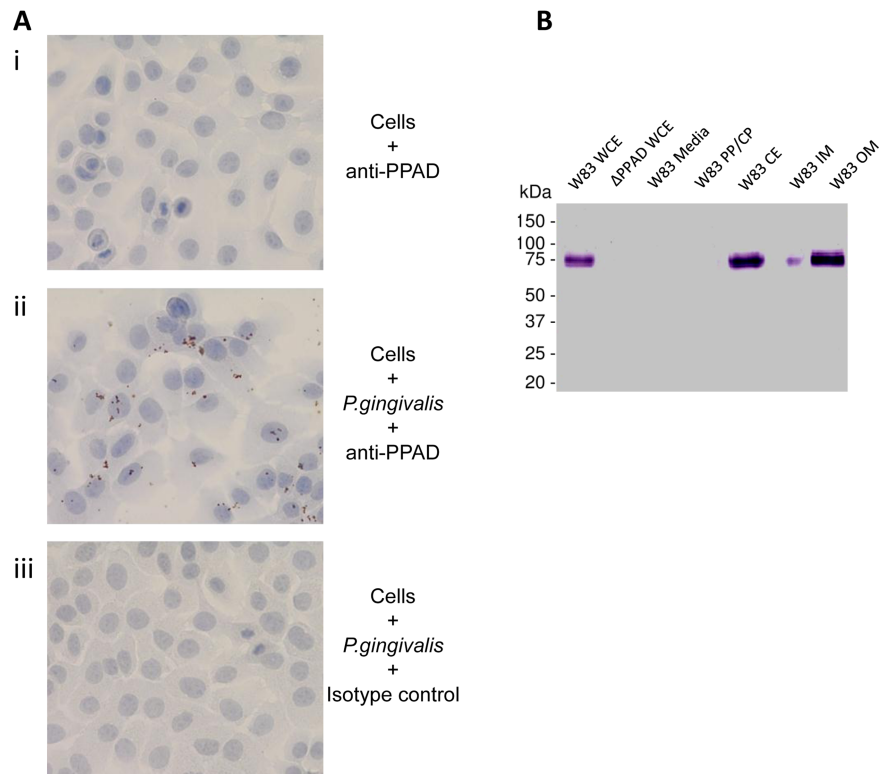 A
i
Cells
+
anti-PPAD
ii
Cells
+
P.gingivalis
+
anti-PPAD
iii
Cells
+
P.gingivalis
+
Isotype control
B
kDa
W83 WCE
ΔPPAD WCE
W83 Media
W83 PP/CP
W83 CE
W83 IM
W83 OM
150 -
100 -
75 -
50 -
37 -
25 -
20 -